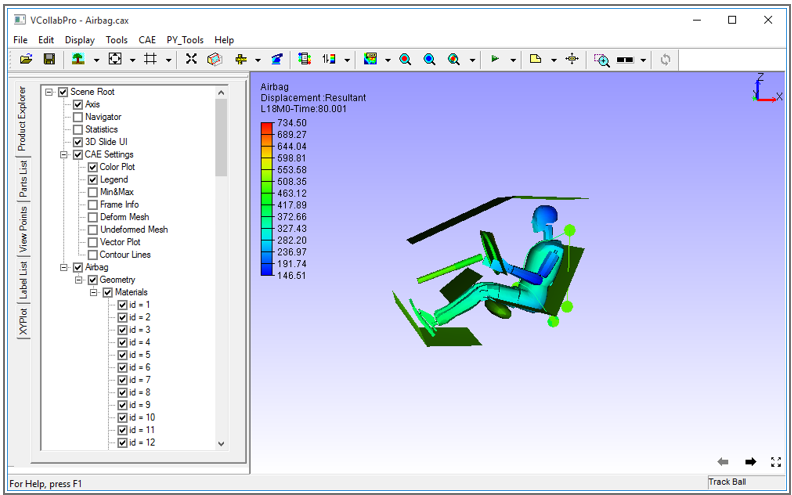 VCollabPro - Airbag.cax
File Edit Display Tools CAE PY_Tools Help
Product Explorer
Parts List
View Points
Label List
XYPlot
Scene Root
Axis
Navigator
Statistics
3D Slide UI
CAE Settings
Color Plot
Legend
Min&Max
Frame Info
Deform Mesh
Undeformed Mesh
Vector Plot
Contour Lines
Airbag
Geometry
Materials
id = 1
id = 2
id = 3
id = 4
id = 5
id = 6
id = 7
id = 8
id = 9
id = 10
id = 11
id = 12
Airbag
Displacement :Resultant
L18M0-Time:80.001
734.50
689.27
644.04
598.81
553.58
508.35
463.12
417.89
372.66
327.43
282.20
236.97
191.74
146.51
Z
Y
X
For Help, press F1
Track Ball